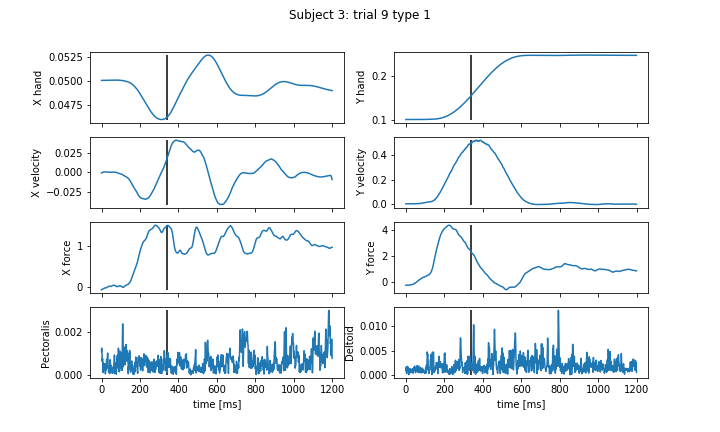 Subject 3: trial 9 type 1
X hand
0.0525
0.0500
0.0475
Y hand
0.2
0.1
X velocity
0.025
0.000
−0.025
Y velocity
0.4
0.2
0.0
X force
1
0
Y force
4
2
0
Pectoralis
0.002
0.000
0 200 400 600 800 1000 1200
time [ms]
Deltoid
0.010
0.005
0.000
0 200 400 600 800 1000 1200
time [ms]